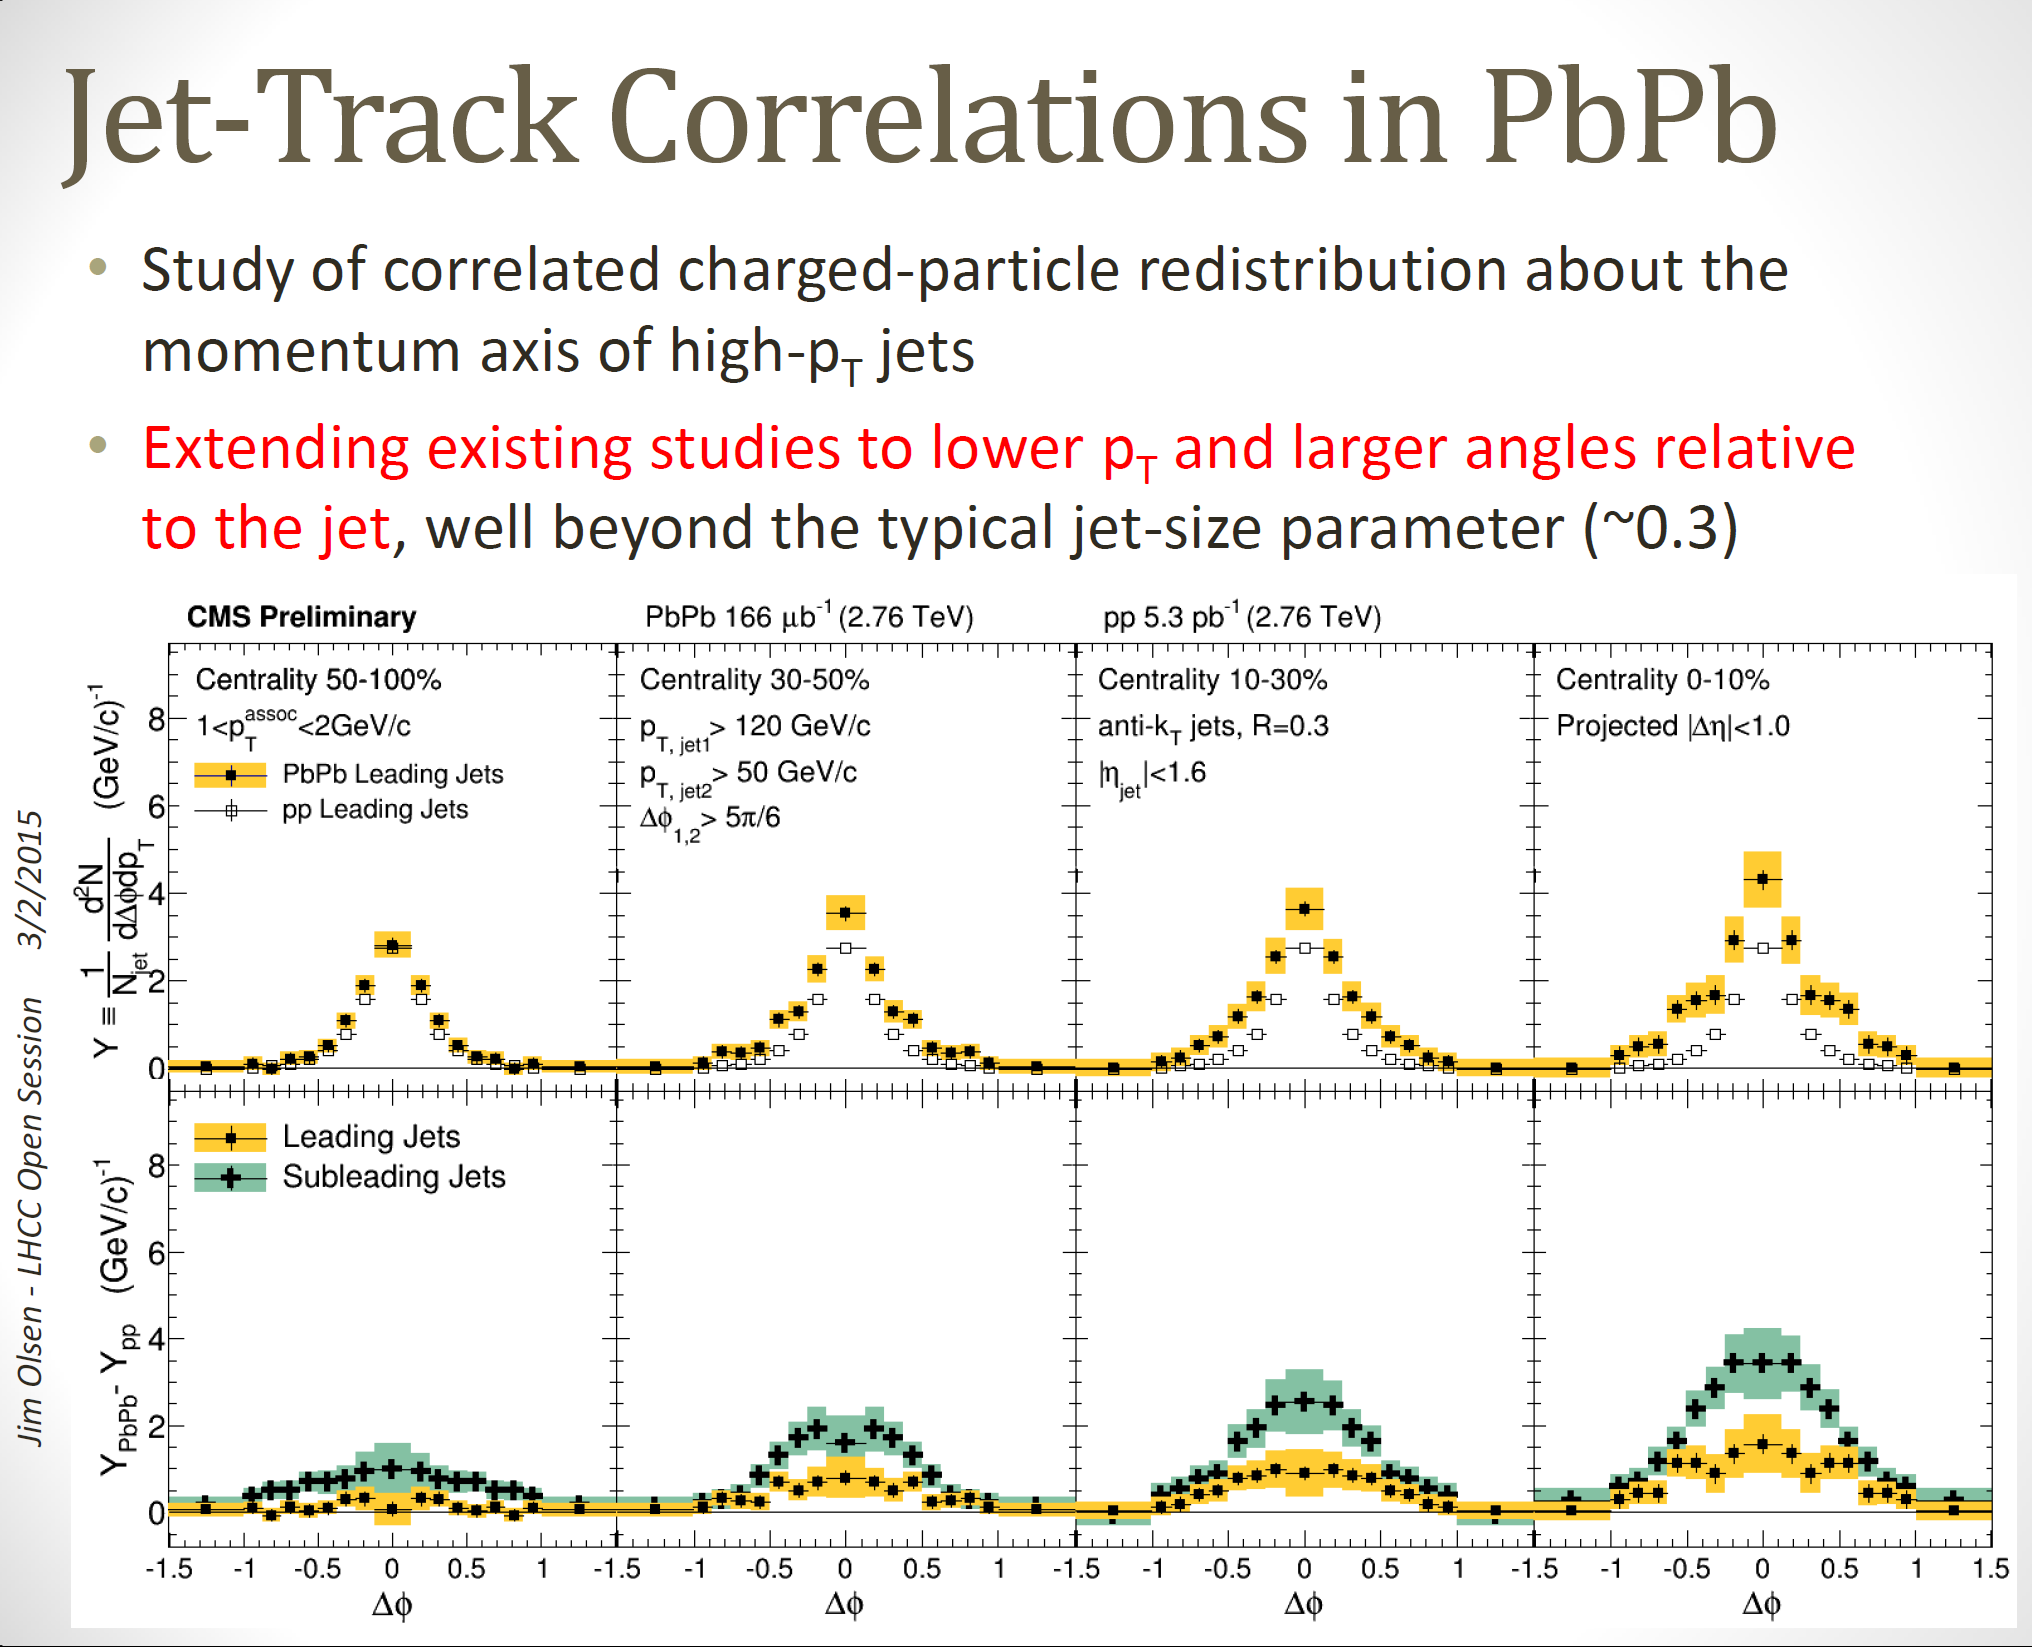 Jet-Track Correlations in PbPb
• Study of correlated charged-particle redistribution about the
momentum axis of high-pT jets
• Extending existing studies to lower pT and larger angles relative
to the jet, well beyond the typical jet-size parameter (~0.3)
Jim Olsen - LHCC Open Session 3/2/2015
CMS Preliminary
PbPb 166 μb-1 (2.76 TeV)
pp 5.3 pb-1 (2.76 TeV)
Y ≡ 1/Njet d2N/dΔϕdpT (GeV/c)-1
8
6
4
2
0
Centrality 50-100%
1<pTassoc<2GeV/c
PbPb Leading Jets
pp Leading Jets
Centrality 30-50%
pT, jet1> 120 GeV/c
pT, jet2> 50 GeV/c
Δϕ1,2> 5π/6
Centrality 10-30%
anti-kT jets, R=0.3
|ηjet|<1.6
Centrality 0-10%
Projected |Δη|<1.0
YPbPb- Ypp (GeV/c)-1
8
6
4
2
0
Leading Jets
Subleading Jets
-1.5 -1 -0.5 0 0.5 1 -1.5 -1 -0.5 0 0.5 1 -1.5 -1 -0.5 0 0.5 1 -1.5 -1 -0.5 0 0.5 1 1.5
Δϕ Δϕ Δϕ Δϕ